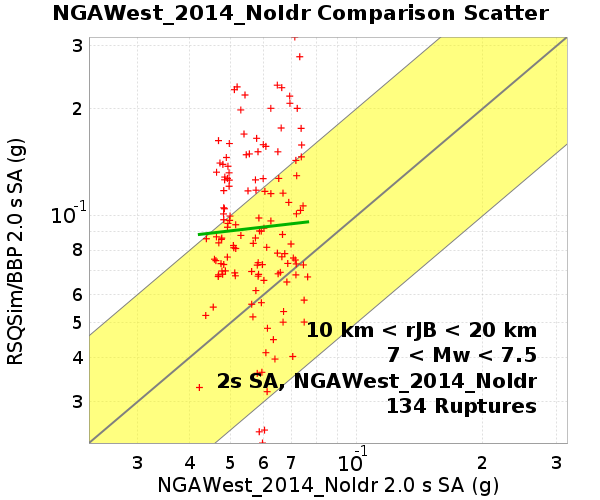 NGAWest_2014_NoIdr Comparison Scatter
RSQSim/BBP 2.0 s SA (g)
3
2
10⁻¹
8
6
5
4
3
10 km < rJB < 20 km
7 < Mw < 7.5
2s SA, NGAWest_2014_NoIdr
134 Ruptures
3 4 5 6 7 10⁻¹ 2 3
NGAWest_2014_NoIdr 2.0 s SA (g)